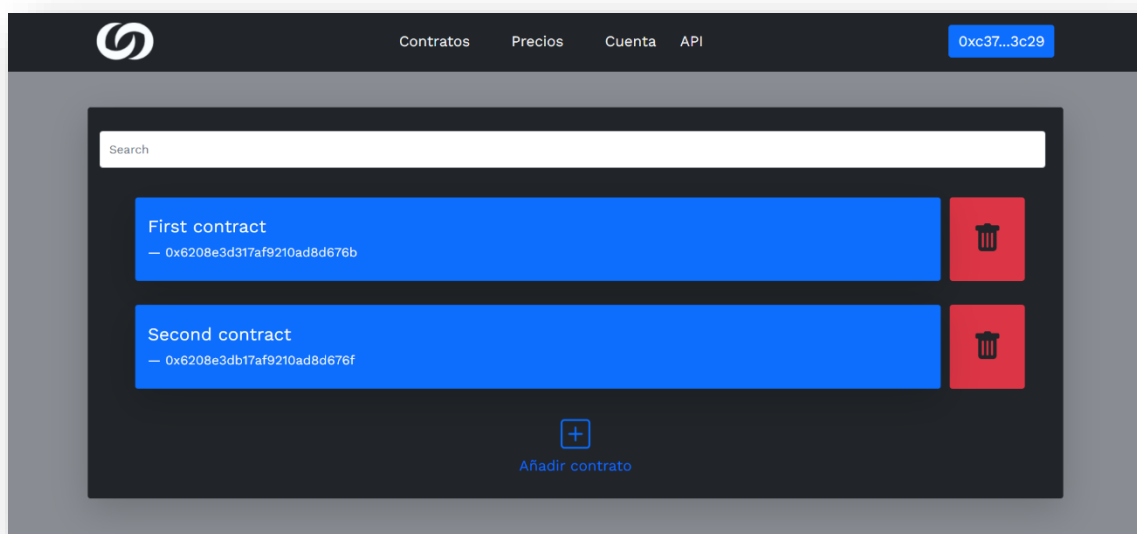 Contratos Precios Cuenta API 0xc37...3c29
Search
First contract
— 0x6208e3d317af9210ad8d676b
Second contract
— 0x6208e3db17af9210ad8d676f
Añadir contrato